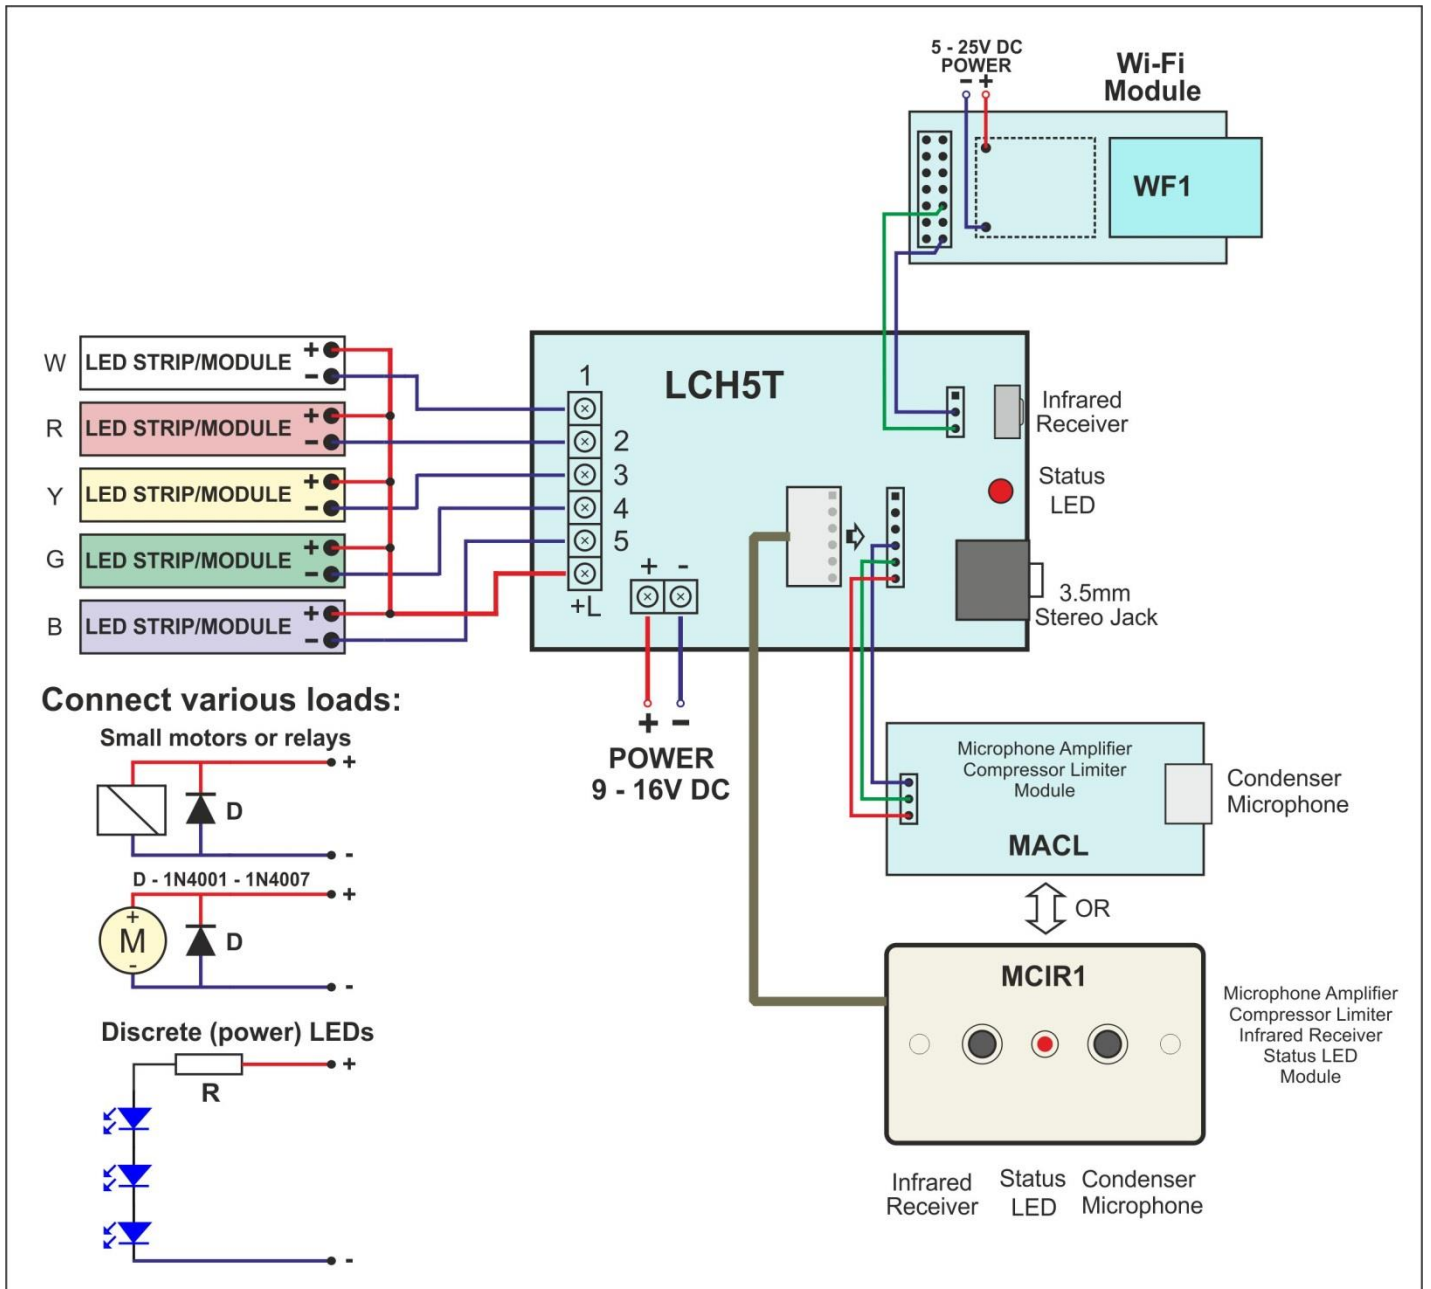 5 - 25V DC
POWER
- +
Wi-Fi
Module
WF1
LCH5T
W
LED STRIP/MODULE
+
-
R
LED STRIP/MODULE
+
-
Y
LED STRIP/MODULE
+
-
G
LED STRIP/MODULE
+
-
B
LED STRIP/MODULE
+
-
1
2
3
4
5
+L
+ -
+ -
POWER
9 - 16V DC
Infrared
Receiver
Status
LED
3.5mm
Stereo Jack
Connect various loads:
Small motors or relays
+
D
-
D - 1N4001 - 1N4007
+
+
M
-
D
-
Discrete (power) LEDs
+
R
-
Microphone Amplifier
Compressor Limiter
Module
MACL
Condenser
Microphone
OR
MCIR1
Microphone Amplifier
Compressor Limiter
Infrared Receiver
Status LED
Module
Infrared
Receiver
Status
LED
Condenser
Microphone